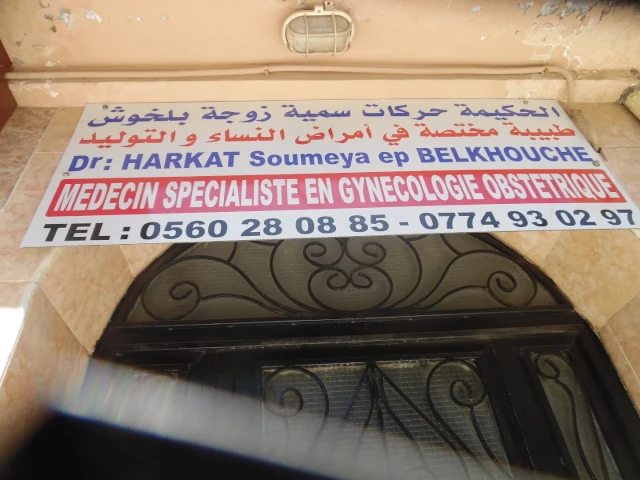 الحكيمة حركات سمية زوجة بلخوش
طبيبة مختصة في أمراض النساء والتوليد
Dr: HARKAT Soumeya ep BELKHOUCHE
MEDECIN SPECIALISTE EN GYNECOLOGIE OBSTETRIQUE
TEL : 0560 28 08 85 - 0774 93 02 97